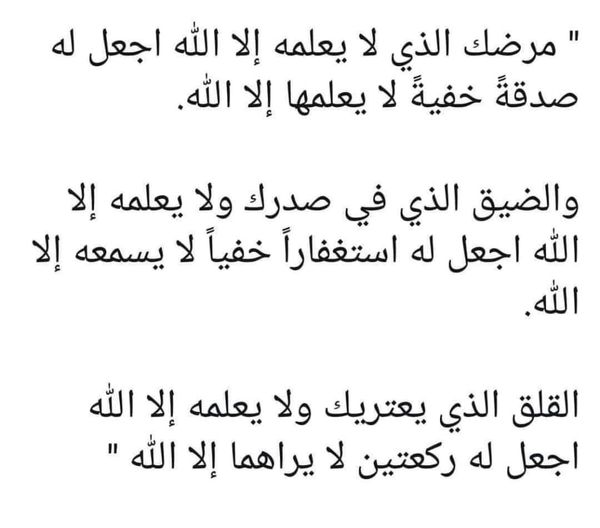 " مرضك الذي لا يعلمه إلا الله اجعل له
صدقةً خفيةً لا يعلمها إلا الله.
والضيق الذي في صدرك ولا يعلمه إلا
الله اجعل له استغفاراً خفياً لا يسمعه إلا
الله.
القلق الذي يعتريك ولا يعلمه إلا الله
اجعل له ركعتين لا يراهما إلا الله "